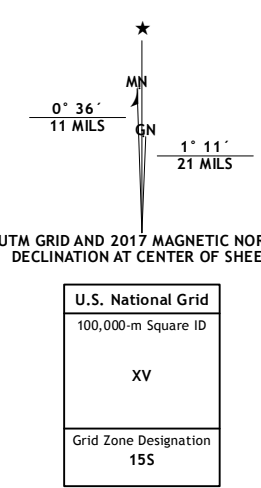 ★
MN
0° 36´
11 MILS
GN
1° 11´
21 MILS
UTM GRID AND 2017 MAGNETIC NOR
DECLINATION AT CENTER OF SHEE
U.S. National Grid
100,000-m Square ID
XV
Grid Zone Designation
15S